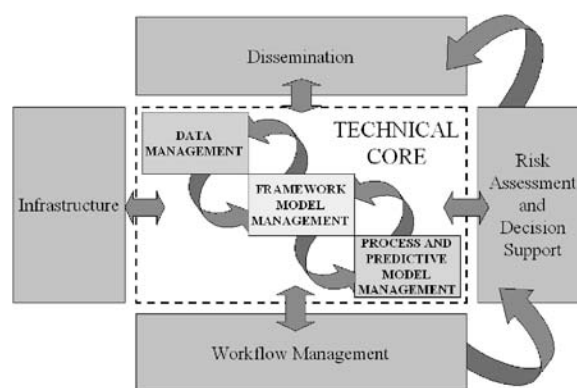 Dissemination
TECHNICAL
CORE
DATA
MANAGEMENT
FRAMEWORK
MODEL
MANAGEMENT
PROCESS AND
PREDICTIVE
MODEL
MANAGEMENT
Infrastructure
Risk
Assessment
and
Decision
Support
Workflow Management